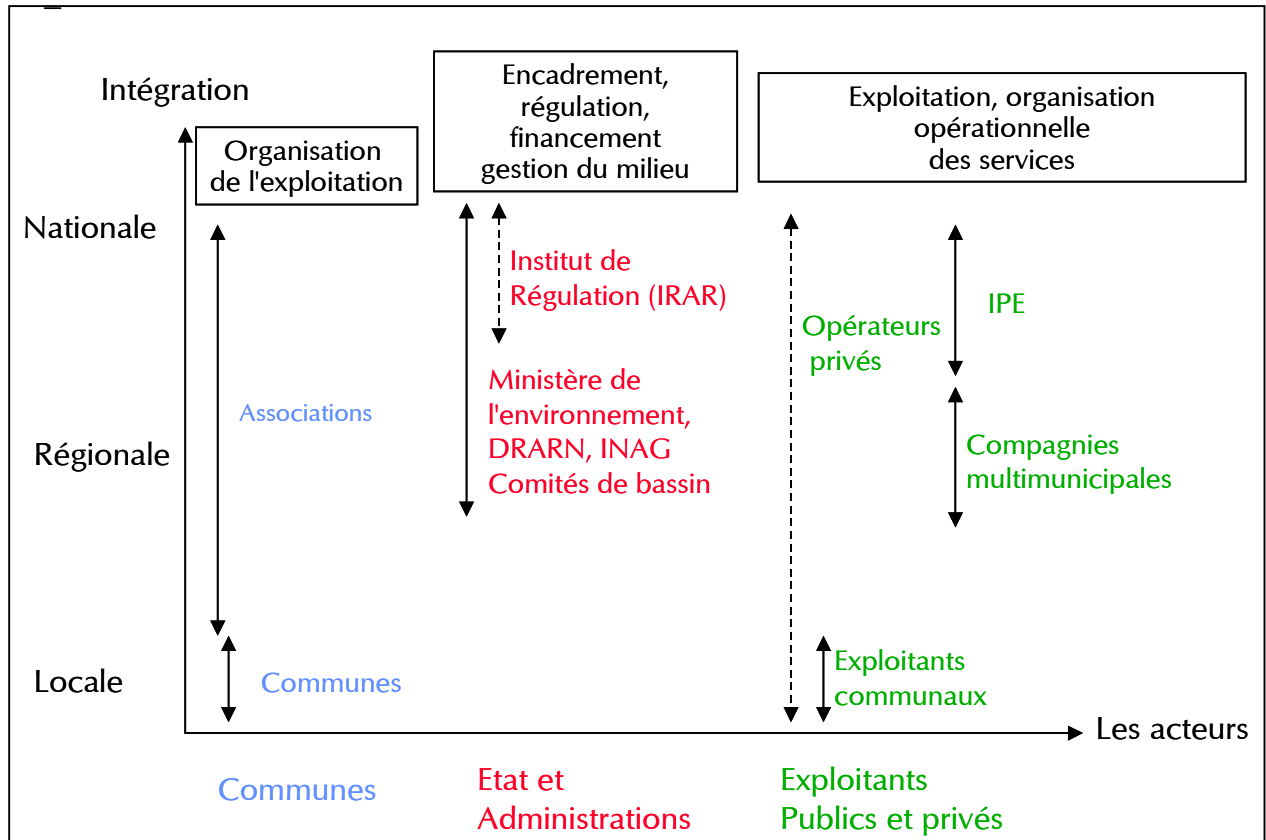 Intégration
Organisation
de l'exploitation
Encadrement,
régulation,
financement
gestion du milieu
Exploitation, organisation
opérationnelle
des services
Nationale
Régionale
Locale
Associations
Communes
Institut de
Régulation (IRAR)
Ministère de
l'environnement,
DRARN, INAG
Comités de bassin
Opérateurs
privés
IPE
Compagnies
multimunicipales
Exploitants
communaux
Les acteurs
Communes
Etat et
Administrations
Exploitants
Publics et privés